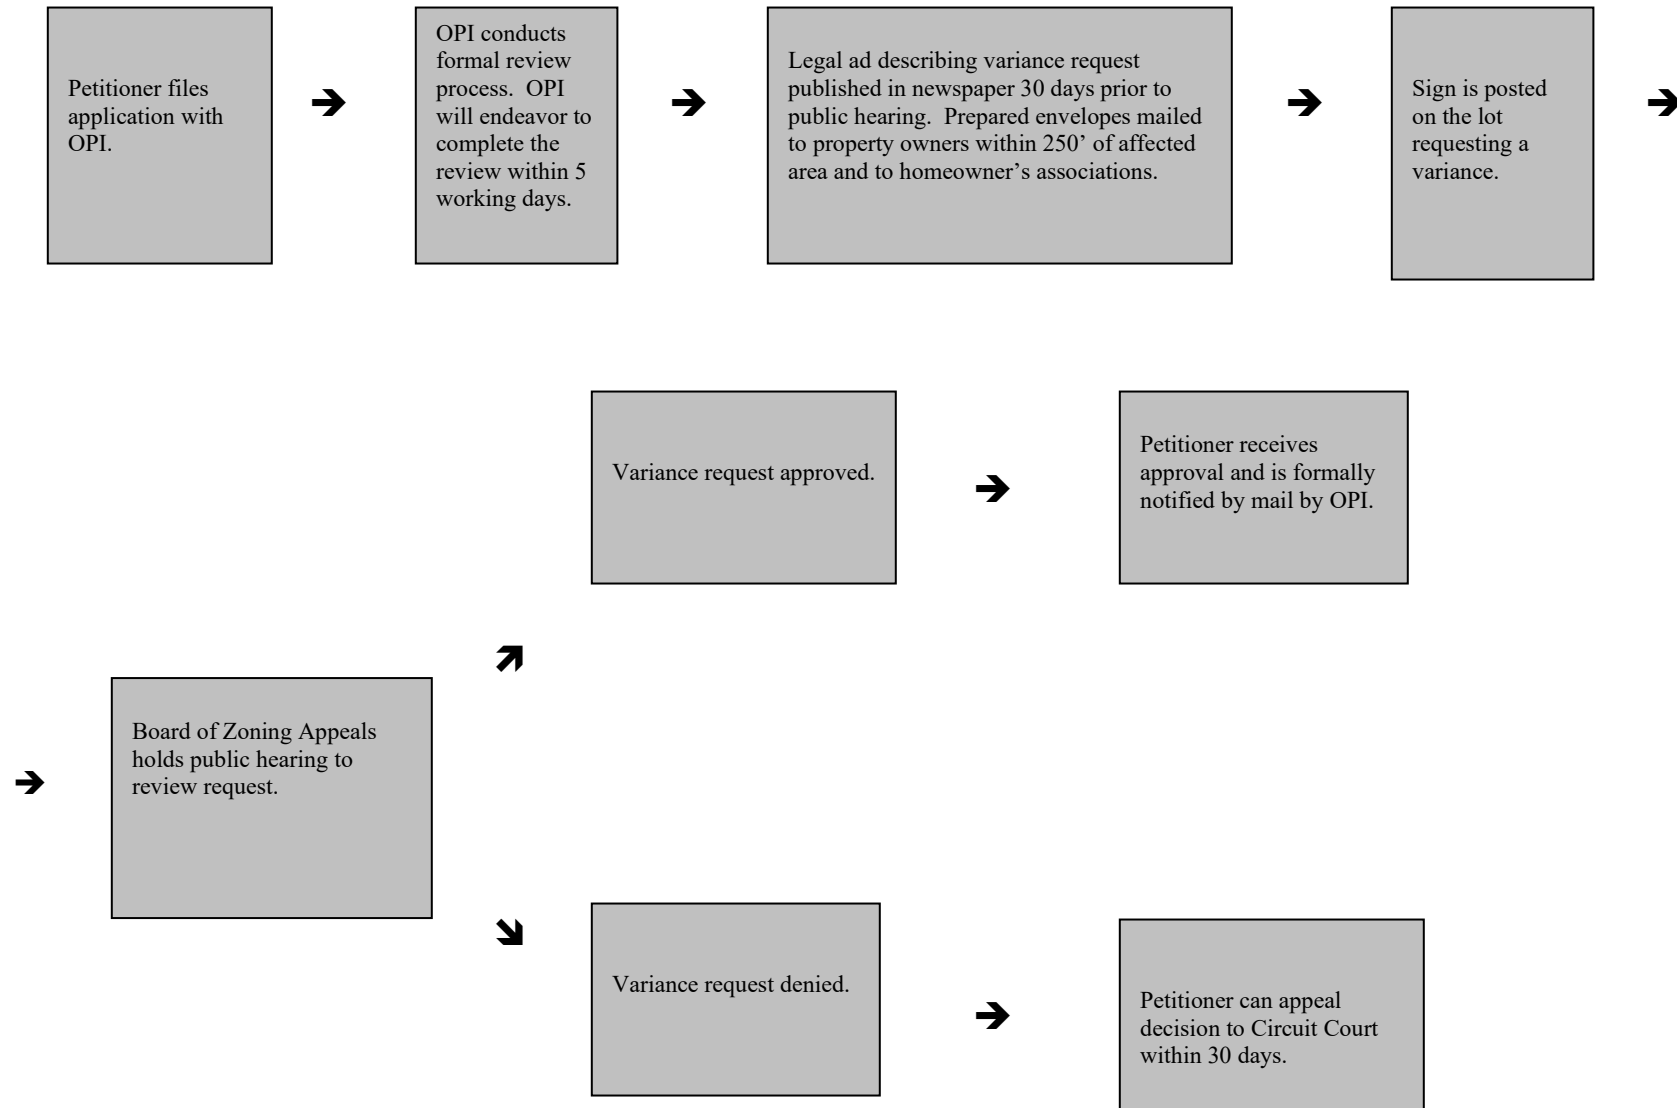 Petitioner files
application with
OPI.
OPI conducts
formal review
process.  OPI
will endeavor to
complete the
review within 5
working days.
Legal ad describing variance request
published in newspaper 30 days prior to
public hearing.  Prepared envelopes mailed
to property owners within 250’ of affected
area and to homeowner’s associations.
Sign is posted
on the lot
requesting a
variance.
Variance request approved.
Petitioner receives
approval and is formally
notified by mail by OPI.
Board of Zoning Appeals
holds public hearing to
review request.
Variance request denied.
Petitioner can appeal
decision to Circuit Court
within 30 days.